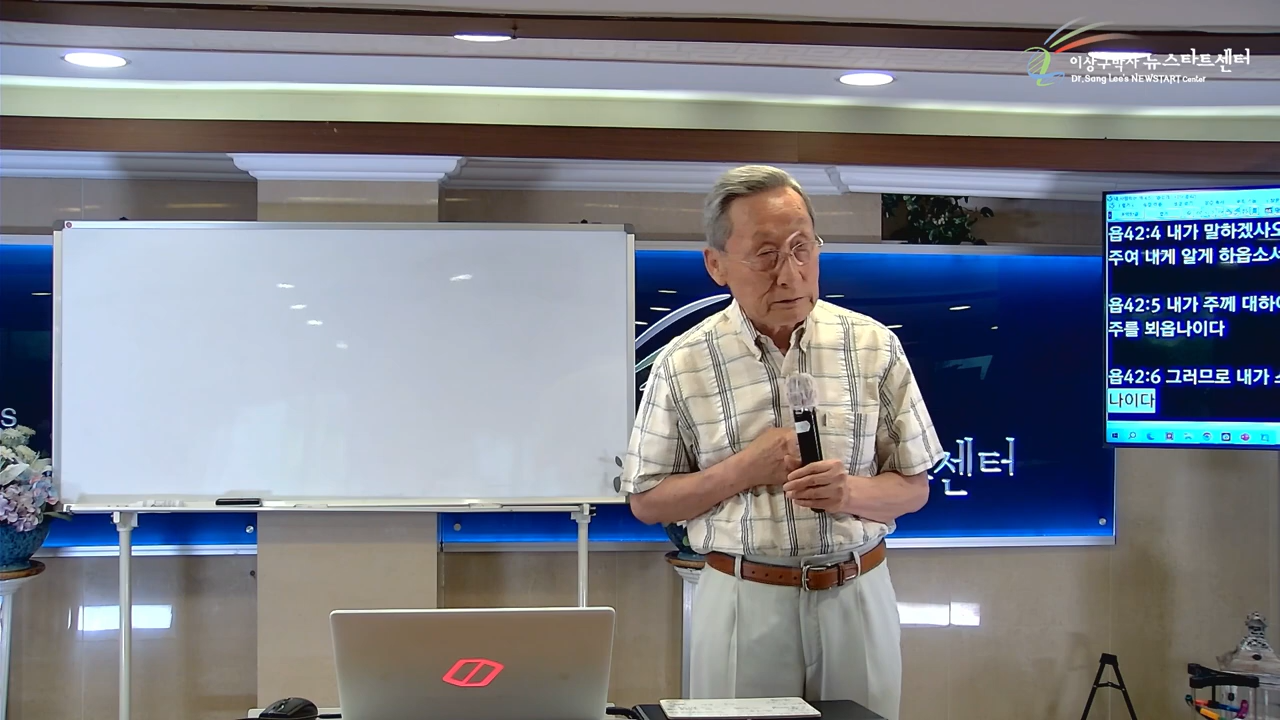 이상구박사 뉴스타트센터
Dr. Sang Lee's NEWSTART Center
욥42:4 내가 말하겠사오
주여 내게 알게 하옵소서
욥42:5 내가 주께 대하여
주를 뵈옵나이다
욥42:6 그러므로 내가 스
나이다
s
센터